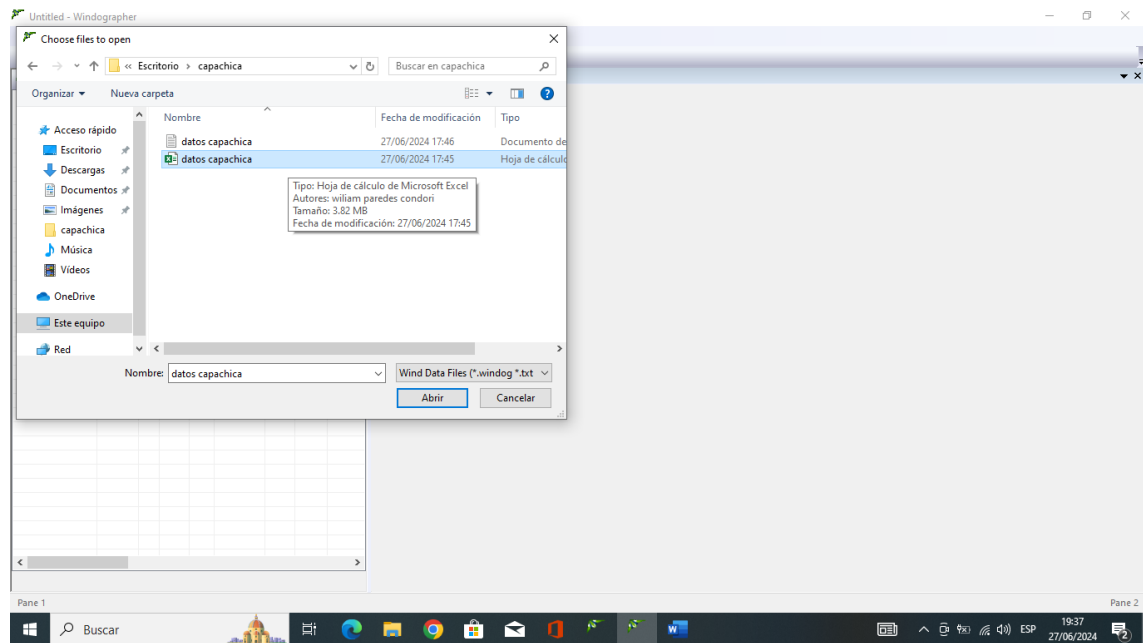 Untitled - Windographer
Choose files to open
« Escritorio › capachica
Buscar en capachica
Organizar
Nueva carpeta
Nombre
Fecha de modificación
Tipo
Acceso rápido
Escritorio
Descargas
Documentos
Imágenes
capachica
Música
Vídeos
OneDrive
Este equipo
Red
datos capachica
27/06/2024 17:46
Documento de
datos capachica
27/06/2024 17:45
Hoja de cálculo
Tipo: Hoja de cálculo de Microsoft Excel
Autores: wiliam paredes condori
Tamaño: 3.82 MB
Fecha de modificación: 27/06/2024 17:45
Nombre: datos capachica
Wind Data Files (*.windog *.txt
Abrir
Cancelar
Pane 1
Pane 2
Buscar
ESP
19:37
27/06/2024
2